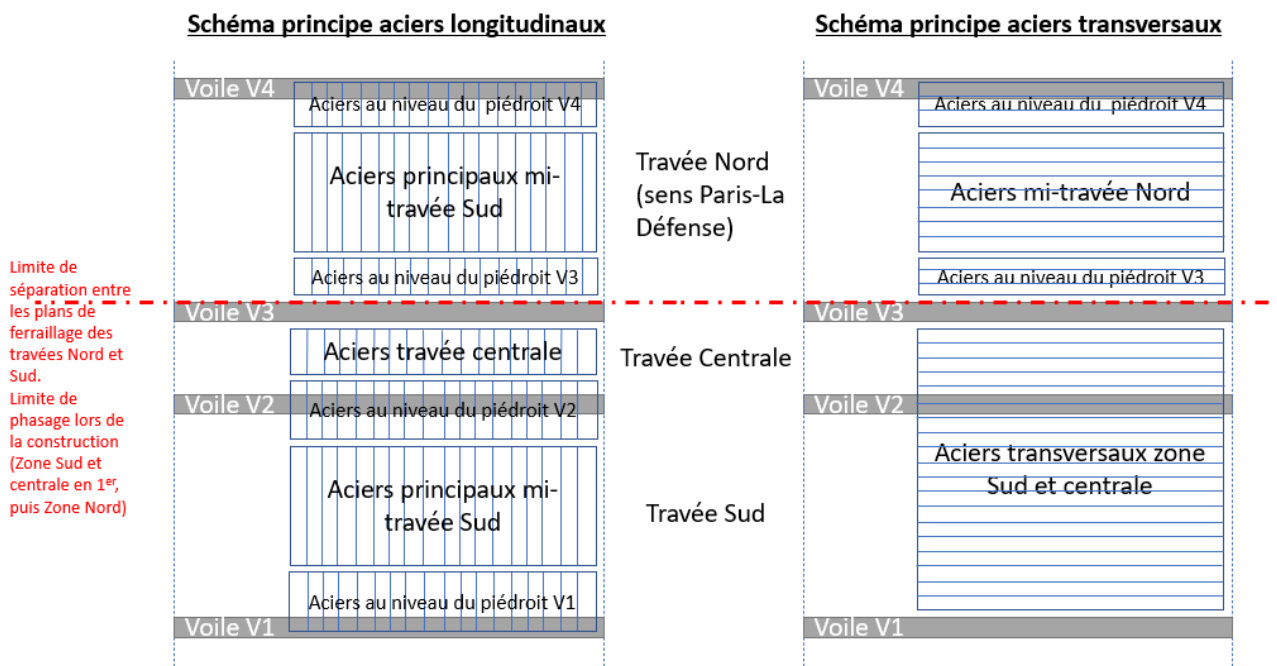 Schéma principe aciers longitudinaux
Schéma principe aciers transversaux
Voile V4
Aciers au niveau du piédroit V4
Aciers principaux mi-
travée Sud
Aciers au niveau du piédroit V3
Voile V3
Aciers travée centrale
Voile V2
Aciers au niveau du piédroit V2
Aciers principaux mi-
travée Sud
Aciers au niveau du piédroit V1
Voile V1
Limite de
séparation entre
les plans de
ferraillage des
travées Nord et
Sud.
Limite de
phasage lors de
la construction
(Zone Sud et
centrale en 1er,
puis Zone Nord)
Travée Nord
(sens Paris-La
Défense)
Travée Centrale
Travée Sud
Voile V4
Aciers au niveau du piédroit V4
Aciers mi-travée Nord
Aciers au niveau du piédroit V3
Voile V3
Voile V2
Aciers transversaux zone
Sud et centrale
Voile V1